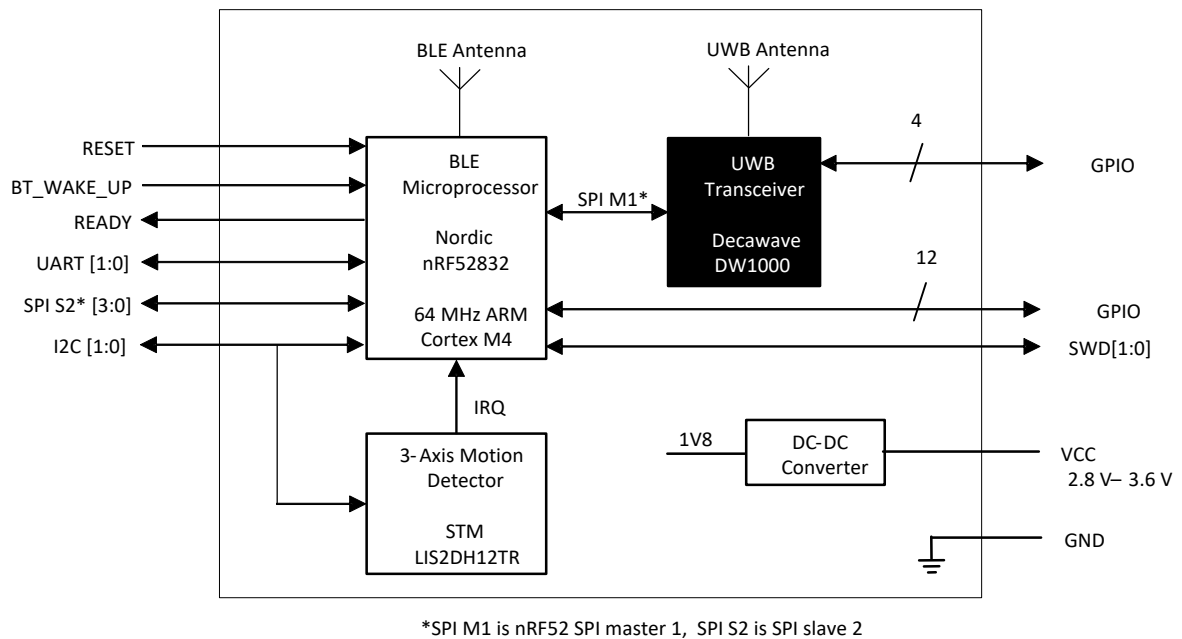 BLE Antenna
UWB Antenna
RESET
BT_WAKE_UP
READY
UART [1:0]
SPI S2* [3:0]
I2C [1:0]
BLE
Microprocessor
Nordic
nRF52832
64 MHz ARM
Cortex M4
SPI M1*
UWB
Transceiver
Decawave
DW1000
4
GPIO
12
GPIO
SWD[1:0]
IRQ
3-Axis Motion
Detector
STM
LIS2DH12TR
1V8
DC-DC
Converter
VCC
2.8 V– 3.6 V
GND
*SPI M1 is nRF52 SPI master 1, SPI S2 is SPI slave 2